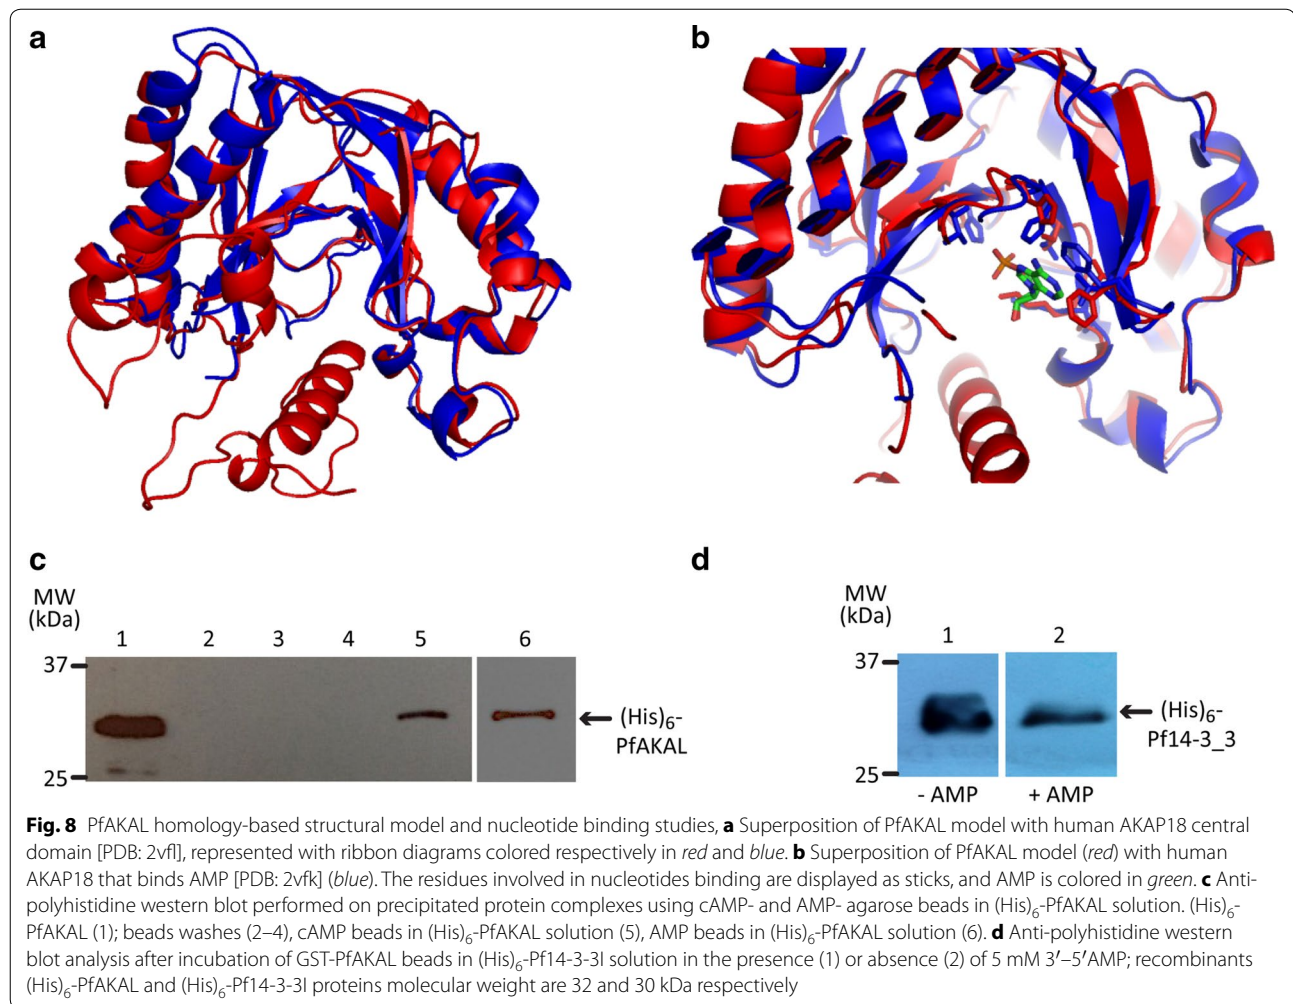 a
b
c
d
MW
(kDa)
1 2 3 4 5 6
37
25
(His)6-
PfAKAL
MW
(kDa)
1 2
37
25
(His)6-
Pf14-3_3
- AMP + AMP
Fig. 8 PfAKAL homology-based structural model and nucleotide binding studies, a Superposition of PfAKAL model with human AKAP18 central
domain [PDB: 2vfl], represented with ribbon diagrams colored respectively in red and blue. b Superposition of PfAKAL model (red) with human
AKAP18 that binds AMP [PDB: 2vfk] (blue). The residues involved in nucleotides binding are displayed as sticks, and AMP is colored in green. c Anti-
polyhistidine western blot performed on precipitated protein complexes using cAMP- and AMP- agarose beads in (His)6-PfAKAL solution. (His)6-
PfAKAL (1); beads washes (2–4), cAMP beads in (His)6-PfAKAL solution (5), AMP beads in (His)6-PfAKAL solution (6). d Anti-polyhistidine western
blot analysis after incubation of GST-PfAKAL beads in (His)6-Pf14-3-3I solution in the presence (1) or absence (2) of 5 mM 3′–5′AMP; recombinants
(His)6-PfAKAL and (His)6-Pf14-3-3I proteins molecular weight are 32 and 30 kDa respectively